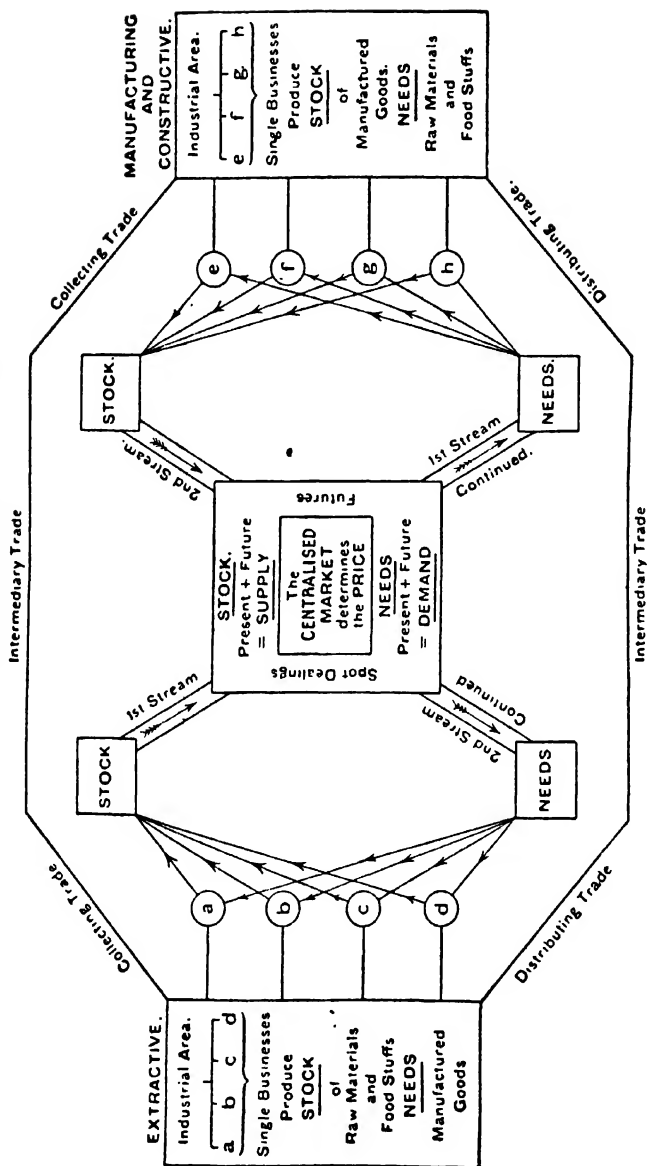 EXTRACTIVE.
Industrial Area.
a b c d
Single Businesses
Produce
STOCK
of
Raw Materials
and
Food Stuffs
NEEDS
Manufactured
Goods
Collecting Trade
Distributing Trade
a
b
c
d
STOCK
NEEDS
1st Stream
2nd Stream
Continued
Intermediary Trade
Spot Dealings
STOCK.
Present + Future
= SUPPLY
The
CENTRALISED
MARKET
determines
the PRICE
NEEDS
Present + Future
= DEMAND
Futures
Intermediary Trade
2nd Stream.
1st Stream
Continued.
STOCK.
NEEDS.
e
f
g
h
Collecting Trade
Distributing Trade.
MANUFACTURING
AND
CONSTRUCTIVE.
Industrial Area.
e f g h
Single Businesses
Produce
STOCK
of
Manufactured
Goods.
NEEDS
Raw Materials
and
Food Stuffs